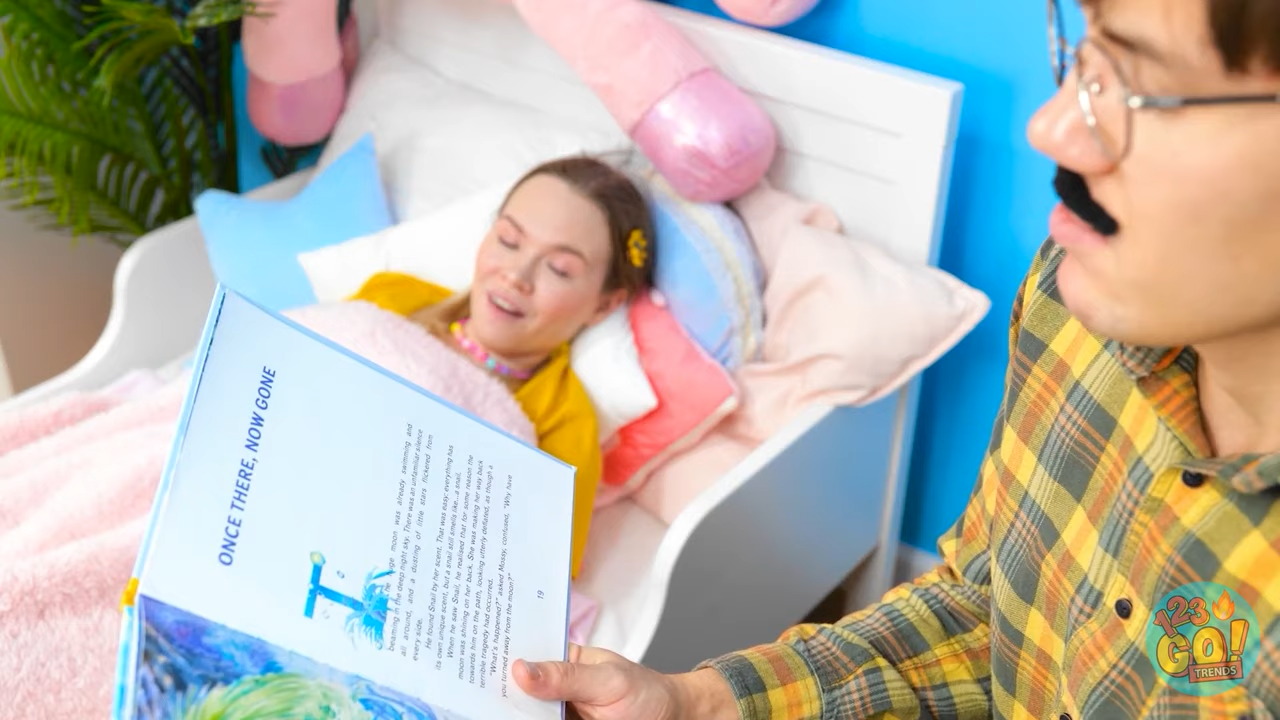 ONCE THERE, NOW GONE
The huge moon was already swimming and
beaming in the deep night sky. There was an unfamiliar silence
all around, and a dusting of little stars flickered from
every side.
He found Snail by her scent. That was easy: everything has
its own unique scent, but a snail still smells like...a snail.
When he saw Snail, he realised that for some reason the
moon was shining on her back. She was making her way back
towards him on the path, looking utterly deflated, as though a
terrible tragedy had occurred.
"What's happened?" asked Mossy, confused. "Why have
you turned away from the moon?"
19
123
GO!
TRENDS